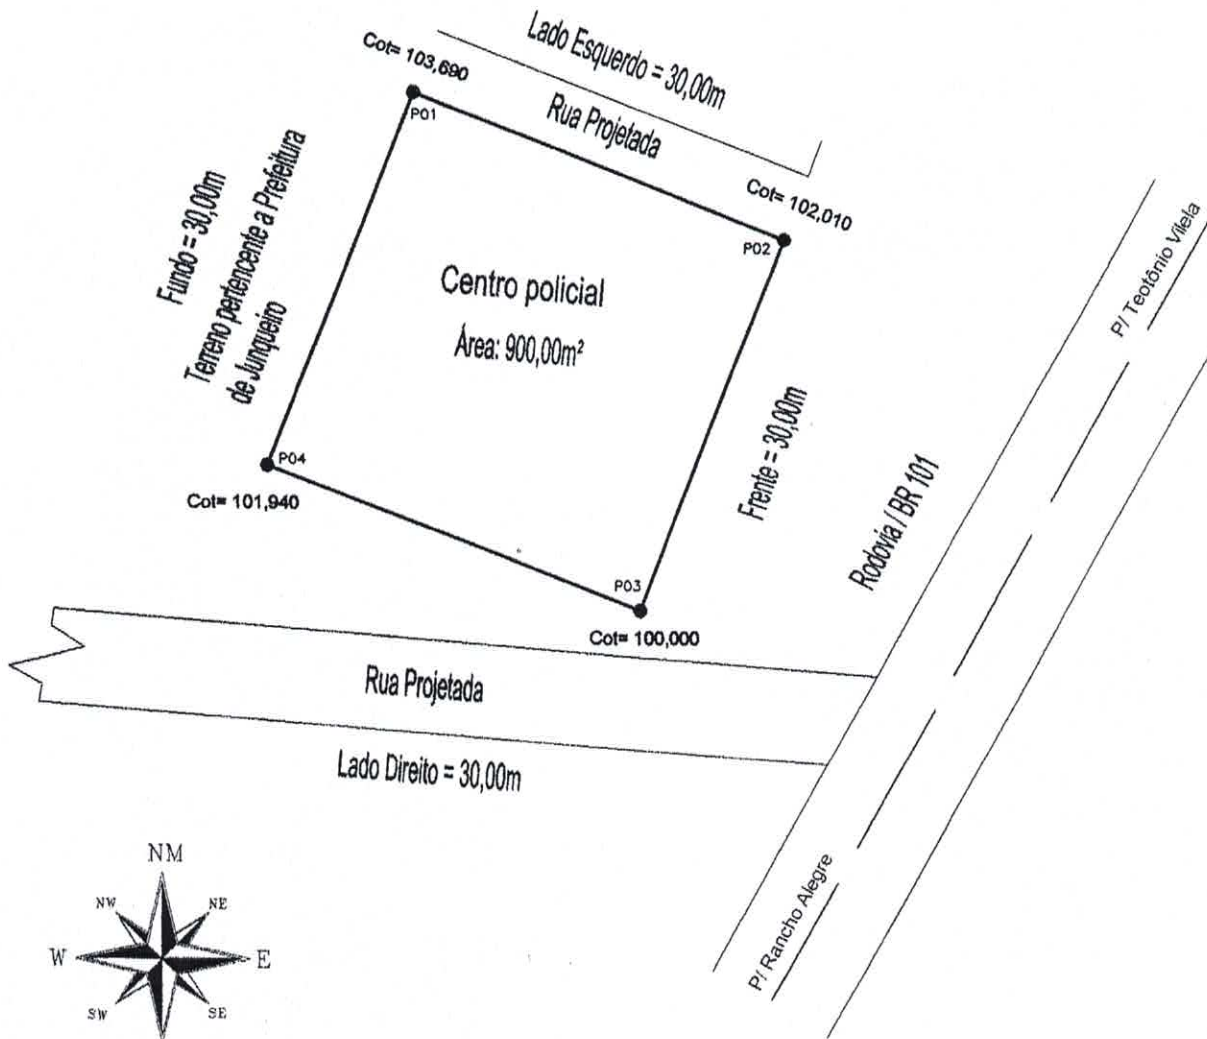 Lado Esquerdo = 30,00m
Cot= 103,690
P01
Rua Projetada
Cot= 102,010
P02
Fundo = 30,00m
Terreno pertencente a Prefeitura
de Junqueiro
Centro policial
Área: 900,00m²
P/ Teotônio Vilela
Frente = 30,00m
Rodovia / BR 101
P04
Cot= 101,940
P03
Cot= 100,000
Rua Projetada
Lado Direito = 30,00m
P/ Rancho Alegre
NM
NW
NE
W
E
SW
SE